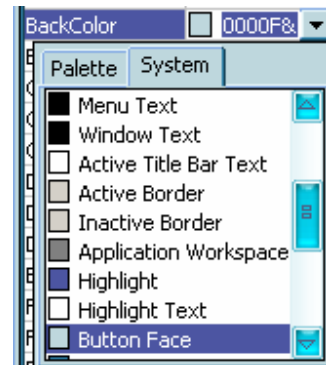 BackColor 0000F&
Palette System
Menu Text
Window Text
Active Title Bar Text
Active Border
Inactive Border
Application Workspace
Highlight
Highlight Text
Button Face